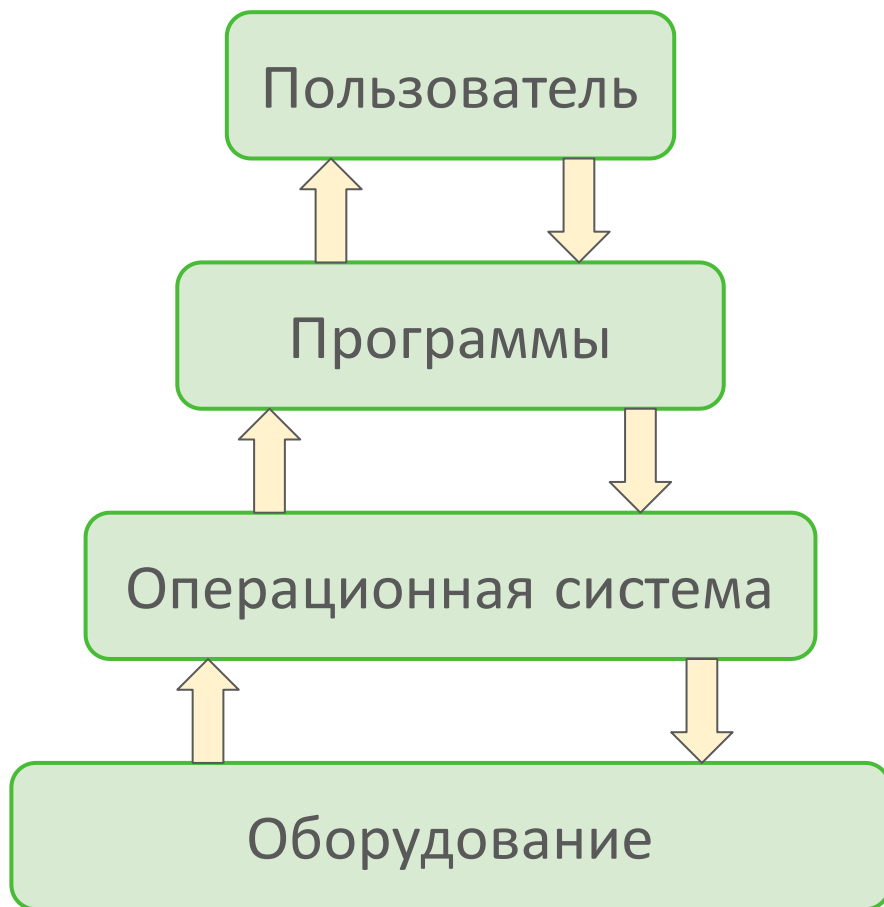 Пользователь
Программы
Операционная система
Оборудование